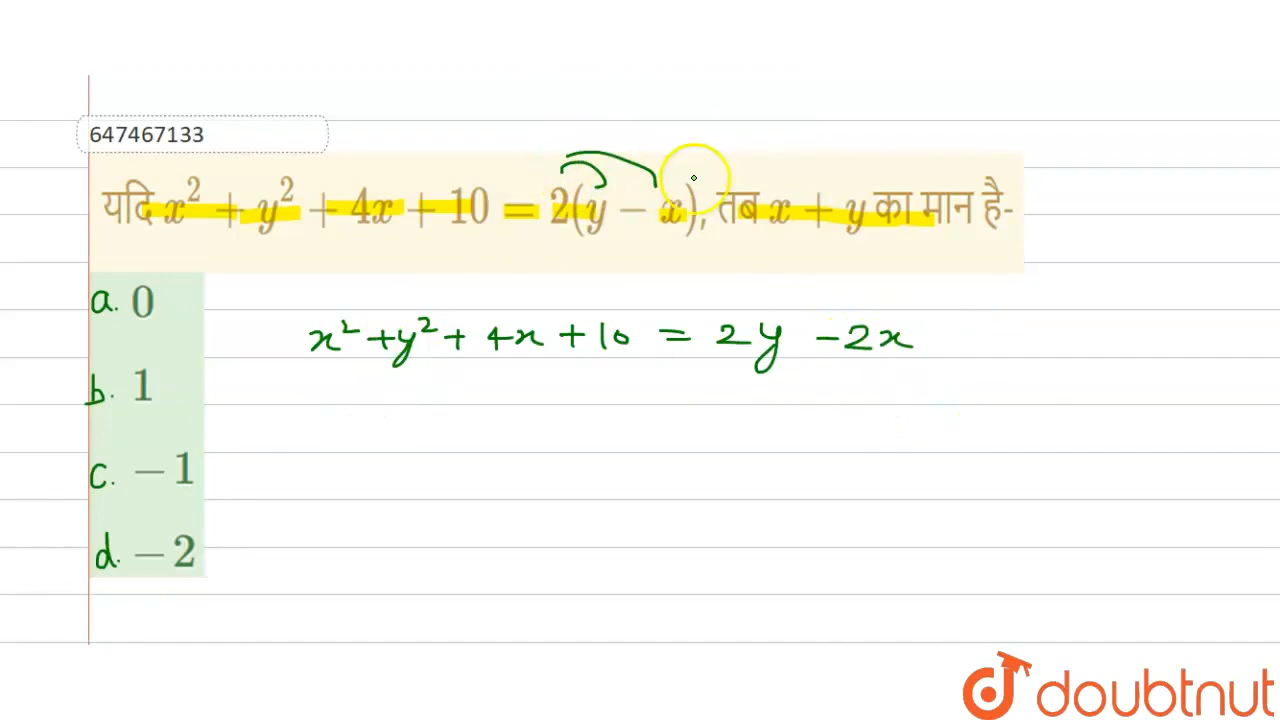 647467133
यदि x² + y² + 4x + 10 = 2(y − x), तब x + y का मान है-
a. 0
x² + y² + 4x + 10 = 2y − 2x
b. 1
c. −1
d. −2
doubtnut